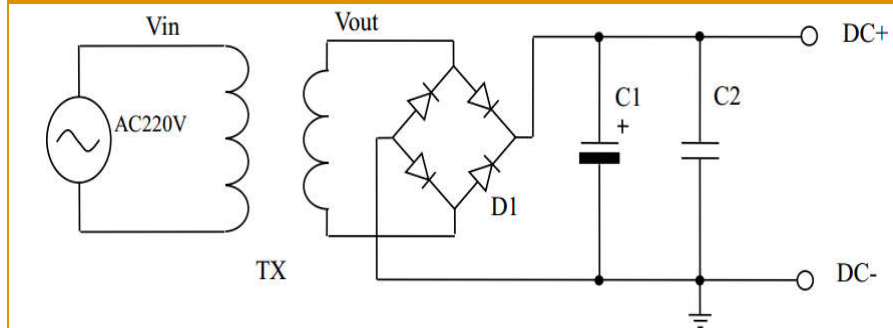 Vin
Vout
DC+
AC220V
C1
+
C2
D1
TX
DC-